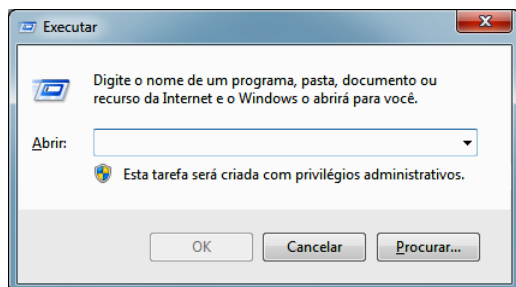 Executar
Digite o nome de um programa, pasta, documento ou
recurso da Internet e o Windows o abrirá para você.
Abrir:
Esta tarefa será criada com privilégios administrativos.
OK Cancelar Procurar...